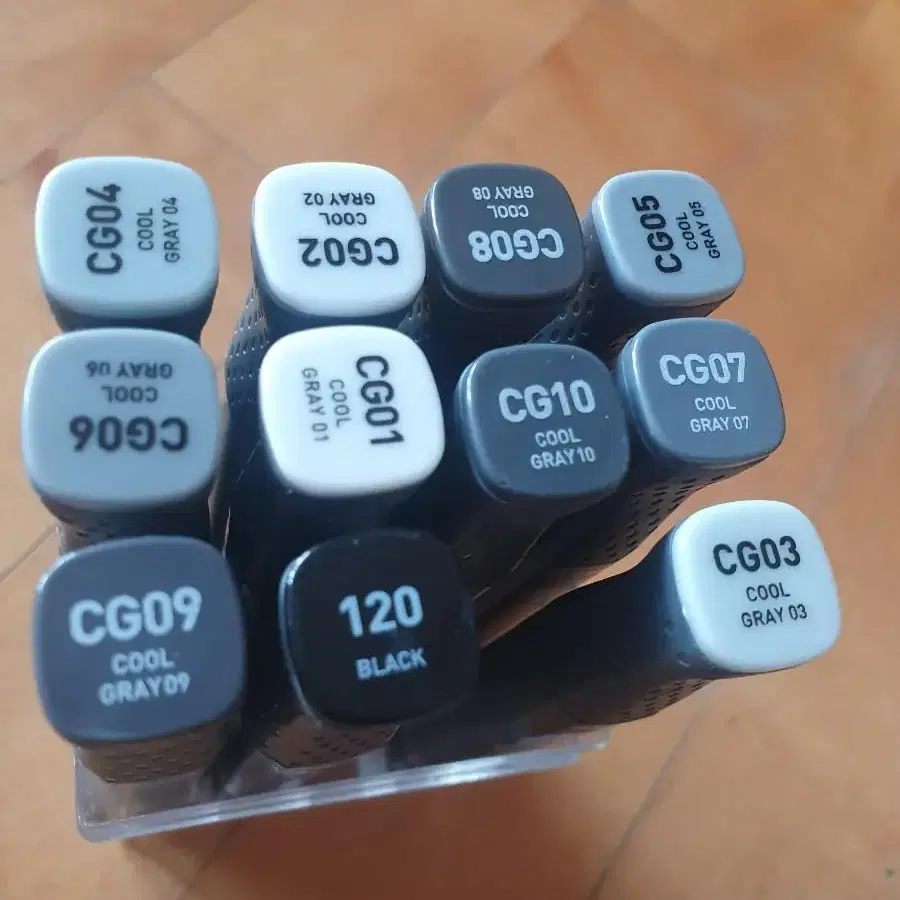 CG04
COOL
GRAY 04
CG02
COOL
GRAY 02
CG08
COOL
GRAY 08
CG05
COOL
GRAY 05
CG06
COOL
GRAY 06
CG01
COOL
GRAY 01
CG10
COOL
GRAY10
CG07
COOL
GRAY 07
CG09
COOL
GRAY09
120
BLACK
CG03
COOL
GRAY 03